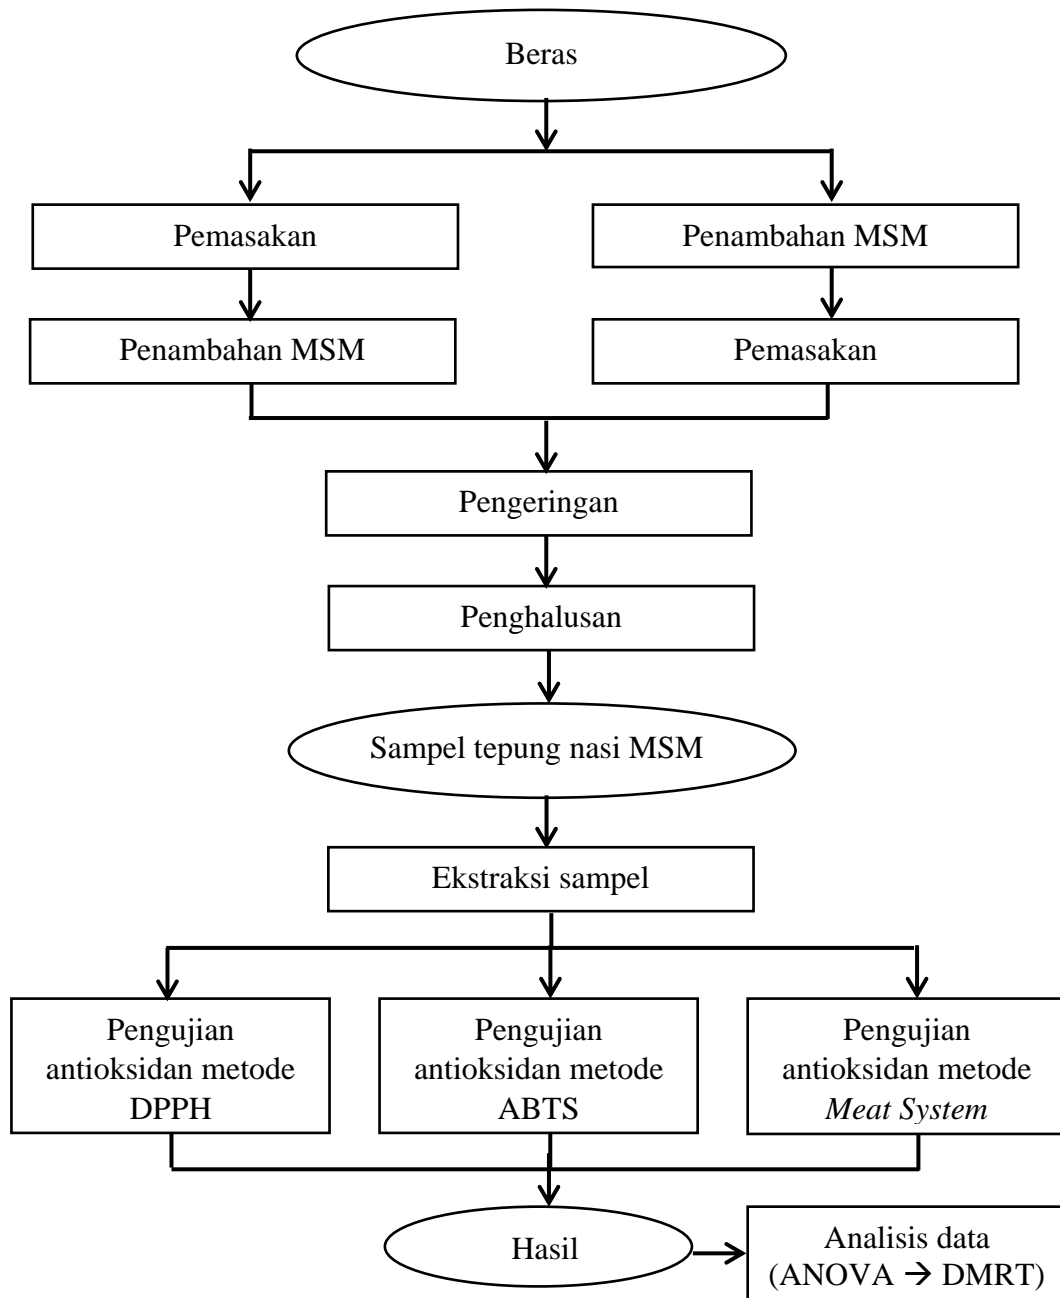 Beras
Pemasakan
Penambahan MSM
Penambahan MSM
Pemasakan
Pengeringan
Penghalusan
Sampel tepung nasi MSM
Ekstraksi sampel
Pengujian
antioksidan metode
DPPH
Pengujian
antioksidan metode
ABTS
Pengujian
antioksidan metode
Meat System
Hasil
Analisis data
(ANOVA → DMRT)